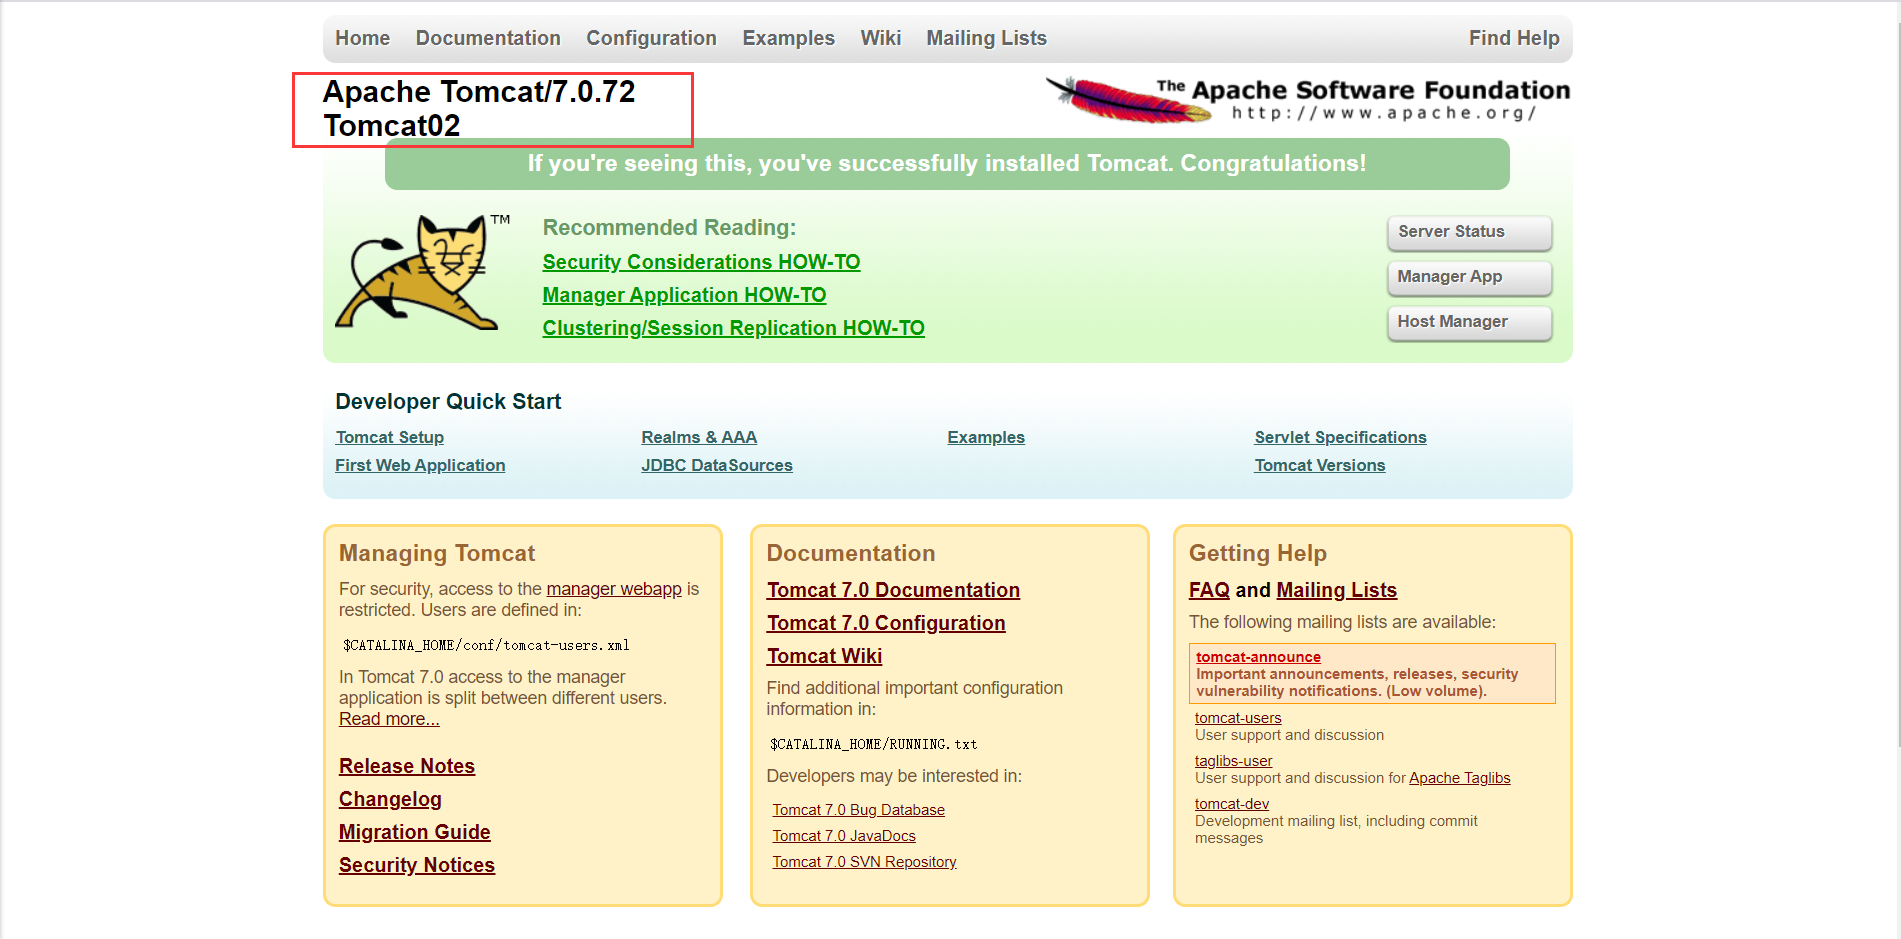 Home Documentation Configuration Examples Wiki Mailing Lists Find Help
Apache Tomcat/7.0.72
Tomcat02
The Apache Software Foundation
http://www.apache.org/
If you're seeing this, you've successfully installed Tomcat. Congratulations!
TM
Recommended Reading:
Security Considerations HOW-TO
Manager Application HOW-TO
Clustering/Session Replication HOW-TO
Server Status
Manager App
Host Manager
Developer Quick Start
Tomcat Setup
First Web Application
Realms & AAA
JDBC DataSources
Examples
Servlet Specifications
Tomcat Versions
Managing Tomcat
For security, access to the manager webapp is
restricted. Users are defined in:
$CATALINA_HOME/conf/tomcat-users.xml
In Tomcat 7.0 access to the manager
application is split between different users.
Read more...
Release Notes
Changelog
Migration Guide
Security Notices
Documentation
Tomcat 7.0 Documentation
Tomcat 7.0 Configuration
Tomcat Wiki
Find additional important configuration
information in:
$CATALINA_HOME/RUNNING.txt
Developers may be interested in:
Tomcat 7.0 Bug Database
Tomcat 7.0 JavaDocs
Tomcat 7.0 SVN Repository
Getting Help
FAQ and Mailing Lists
The following mailing lists are available:
tomcat-announce
Important announcements, releases, security
vulnerability notifications. (Low volume).
tomcat-users
User support and discussion
taglibs-user
User support and discussion for Apache Taglibs
tomcat-dev
Development mailing list, including commit
messages